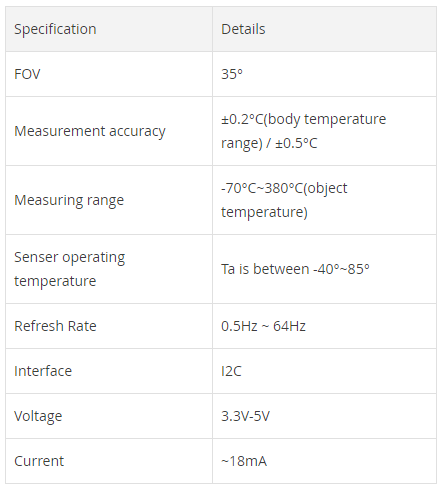 Specification Details
FOV 35°
Measurement accuracy ±0.2°C(body temperature
range) / ±0.5°C
Measuring range -70°C~380°C(object
temperature)
Senser operating
temperature Ta is between -40°~85°
Refresh Rate 0.5Hz ~ 64Hz
Interface I2C
Voltage 3.3V-5V
Current ~18mA